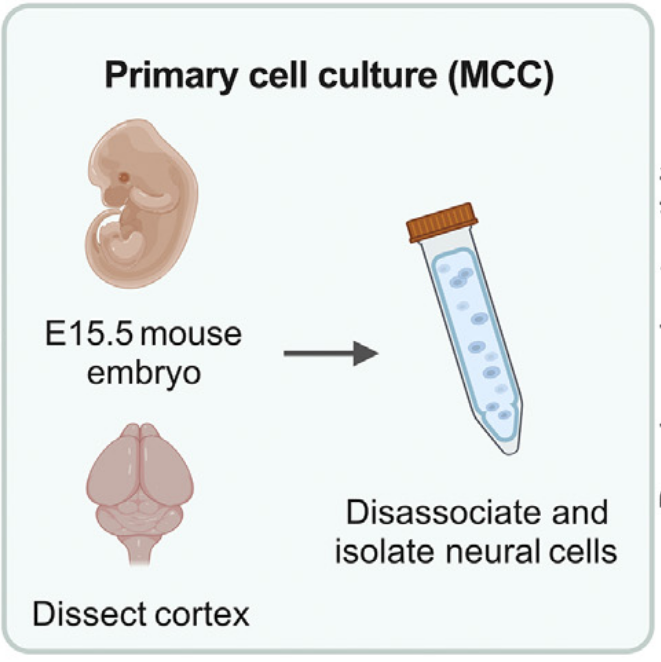 Primary cell culture (MCC)
E15.5 mouse
embryo
Dissect cortex
Disassociate and
isolate neural cells